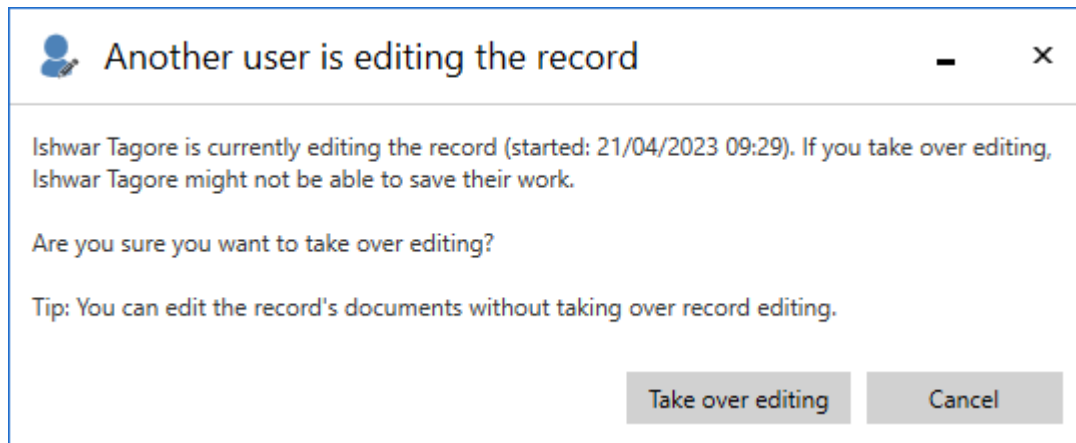 Another user is editing the record
Ishwar Tagore is currently editing the record (started: 21/04/2023 09:29). If you take over editing,
Ishwar Tagore might not be able to save their work.
Are you sure you want to take over editing?
Tip: You can edit the record's documents without taking over record editing.
Take over editing
Cancel